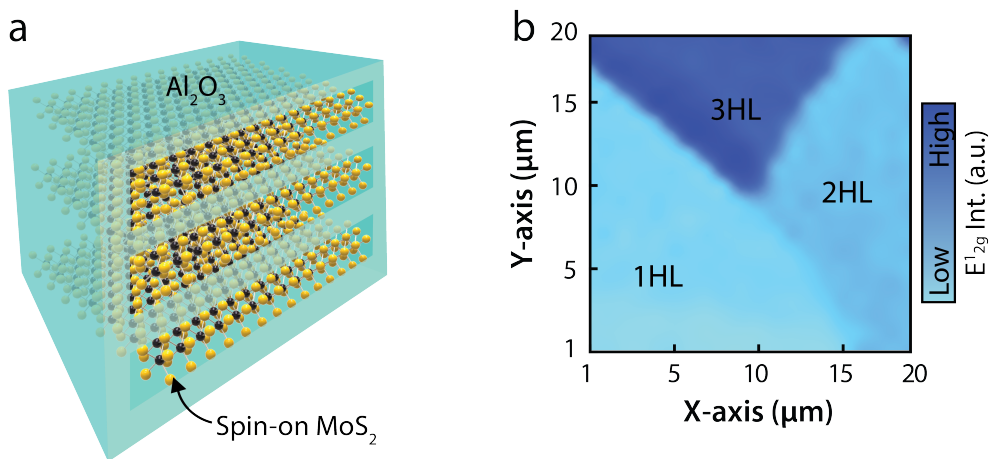 a
Al₂O₃
Spin-on MoS₂
b
20
15
10
5
1
Y-axis (μm)
3HL
2HL
1HL
1
5
10
15
20
X-axis (μm)
High
Low
E¹₂g Int. (a.u.)